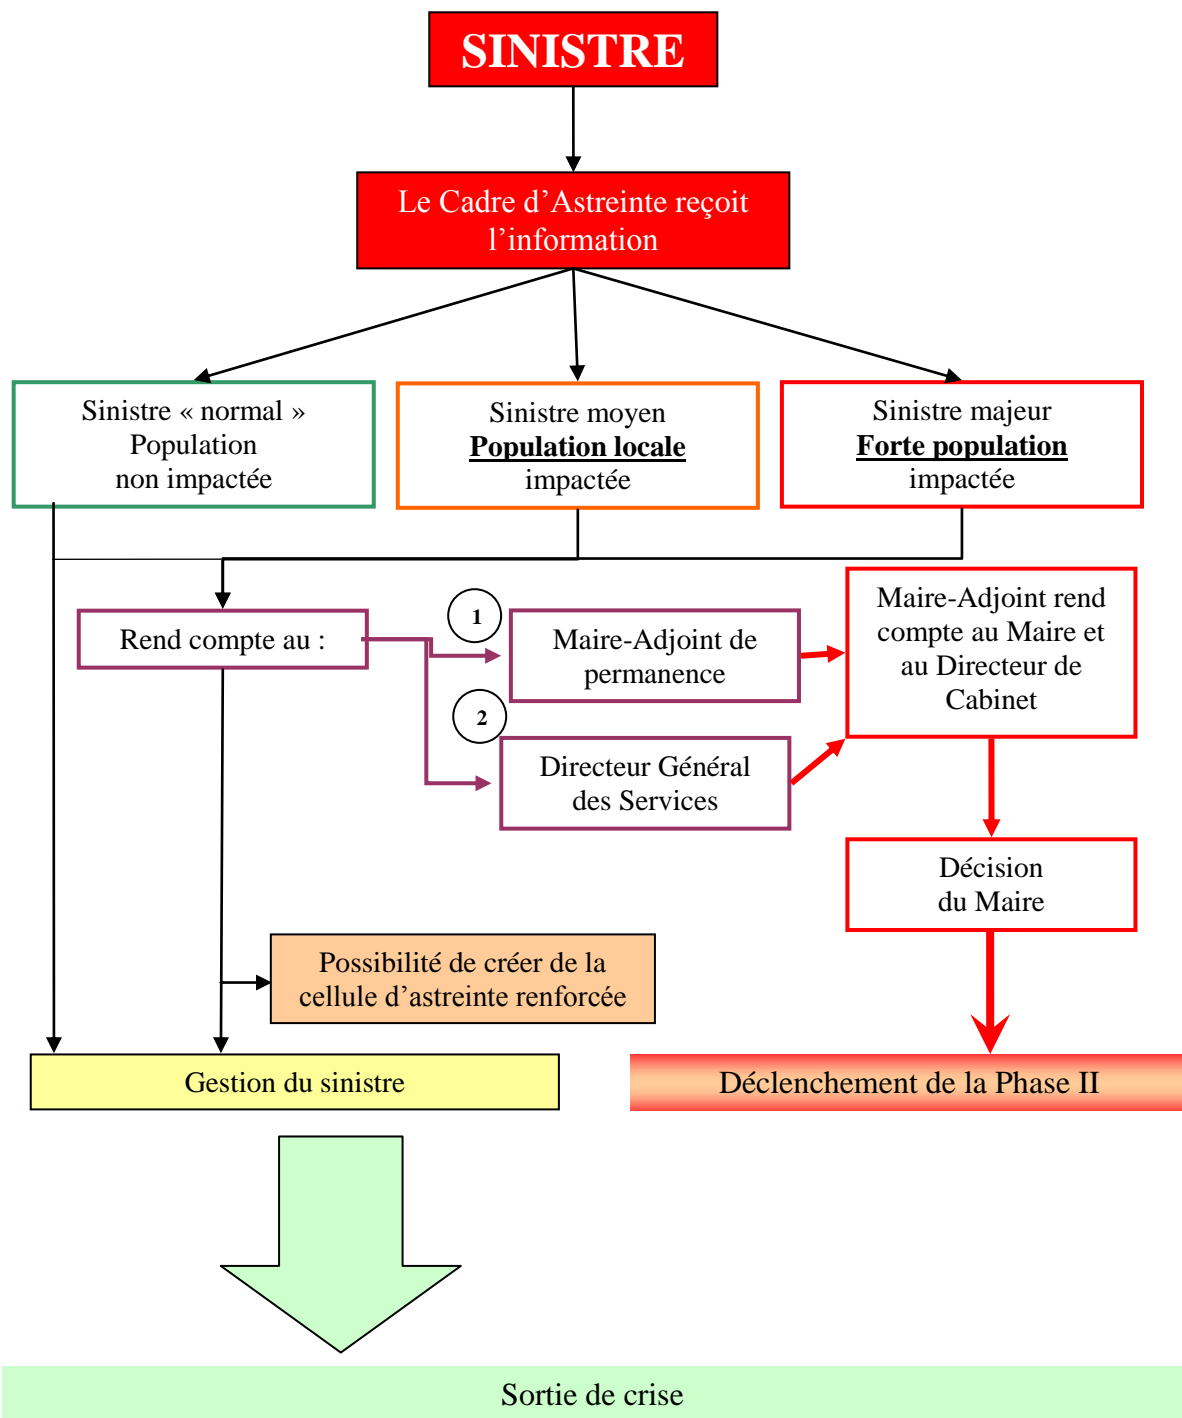 SINISTRE
Le Cadre d’Astreinte reçoit
l’information
Sinistre « normal »
Population
non impactée
Sinistre moyen
Population locale
impactée
Sinistre majeur
Forte population
impactée
Rend compte au :
1
Maire-Adjoint de
permanence
2
Directeur Général
des Services
Maire-Adjoint rend
compte au Maire et
au Directeur de
Cabinet
Décision
du Maire
Possibilité de créer de la
cellule d’astreinte renforcée
Gestion du sinistre
Déclenchement de la Phase II
Sortie de crise